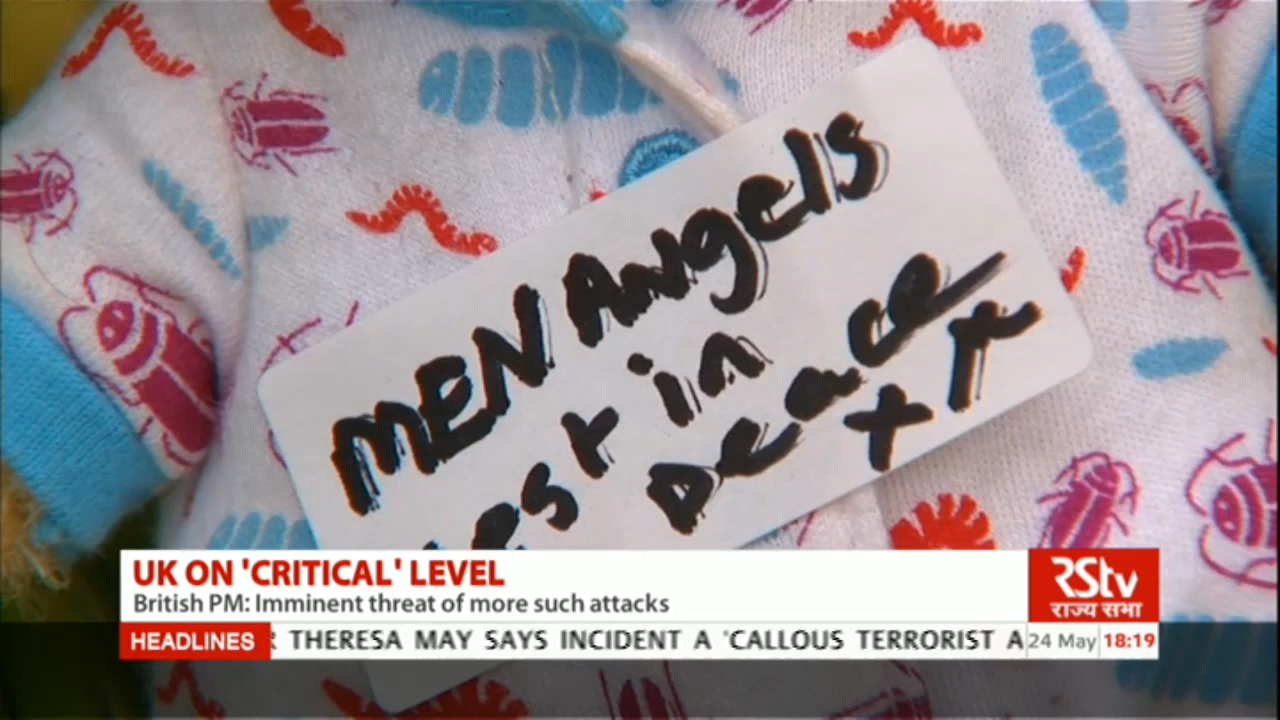 MEN Angels
rest in
peace
xx
UK ON 'CRITICAL' LEVEL
British PM: Imminent threat of more such attacks
RStv
राज्य सभा
HEADLINES
R THERESA MAY SAYS INCIDENT A 'CALLOUS TERRORIST A
24 May 18:19